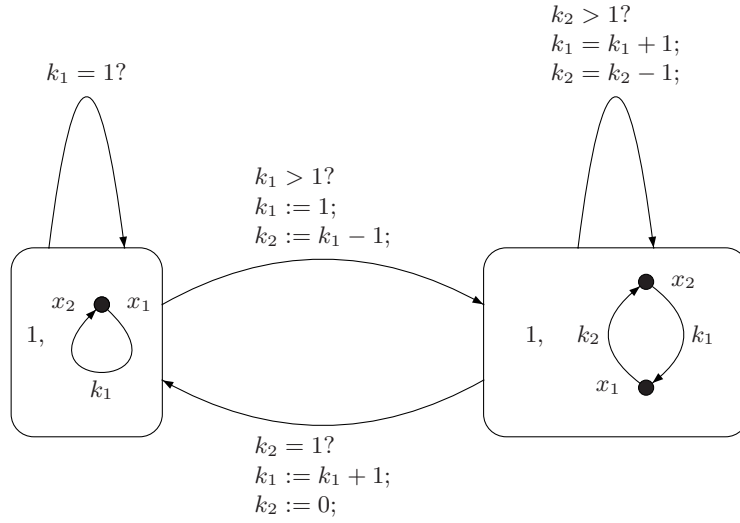 k₂ > 1?
k₁ = k₁ + 1;
k₂ = k₂ − 1;
k₁ = 1?
k₁ > 1?
k₁ := 1;
k₂ := k₁ − 1;
x₂ x₁
1,
k₁
x₂
1, k₂ k₁
x₁
k₂ = 1?
k₁ := k₁ + 1;
k₂ := 0;